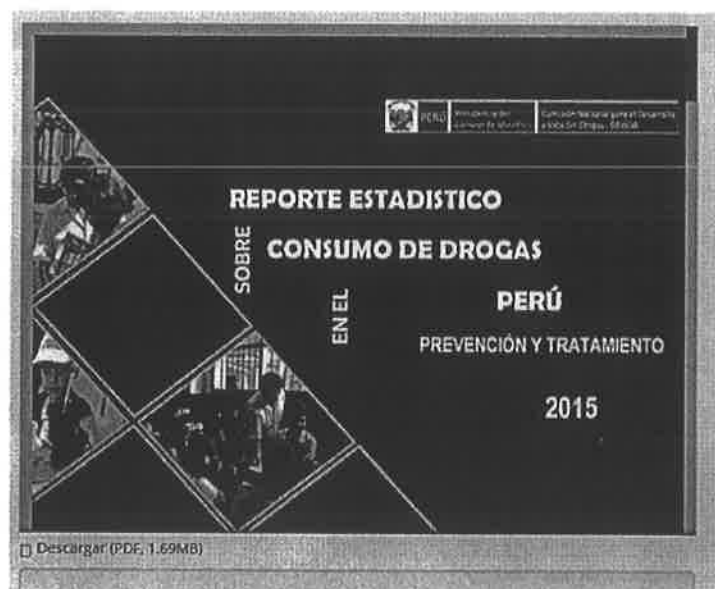 PERÚ
REPORTE ESTADISTICO
SOBRE
CONSUMO DE DROGAS
EN EL
PERÚ
PREVENCIÓN Y TRATAMIENTO
2015
Descargar (PDF, 1.69MB)